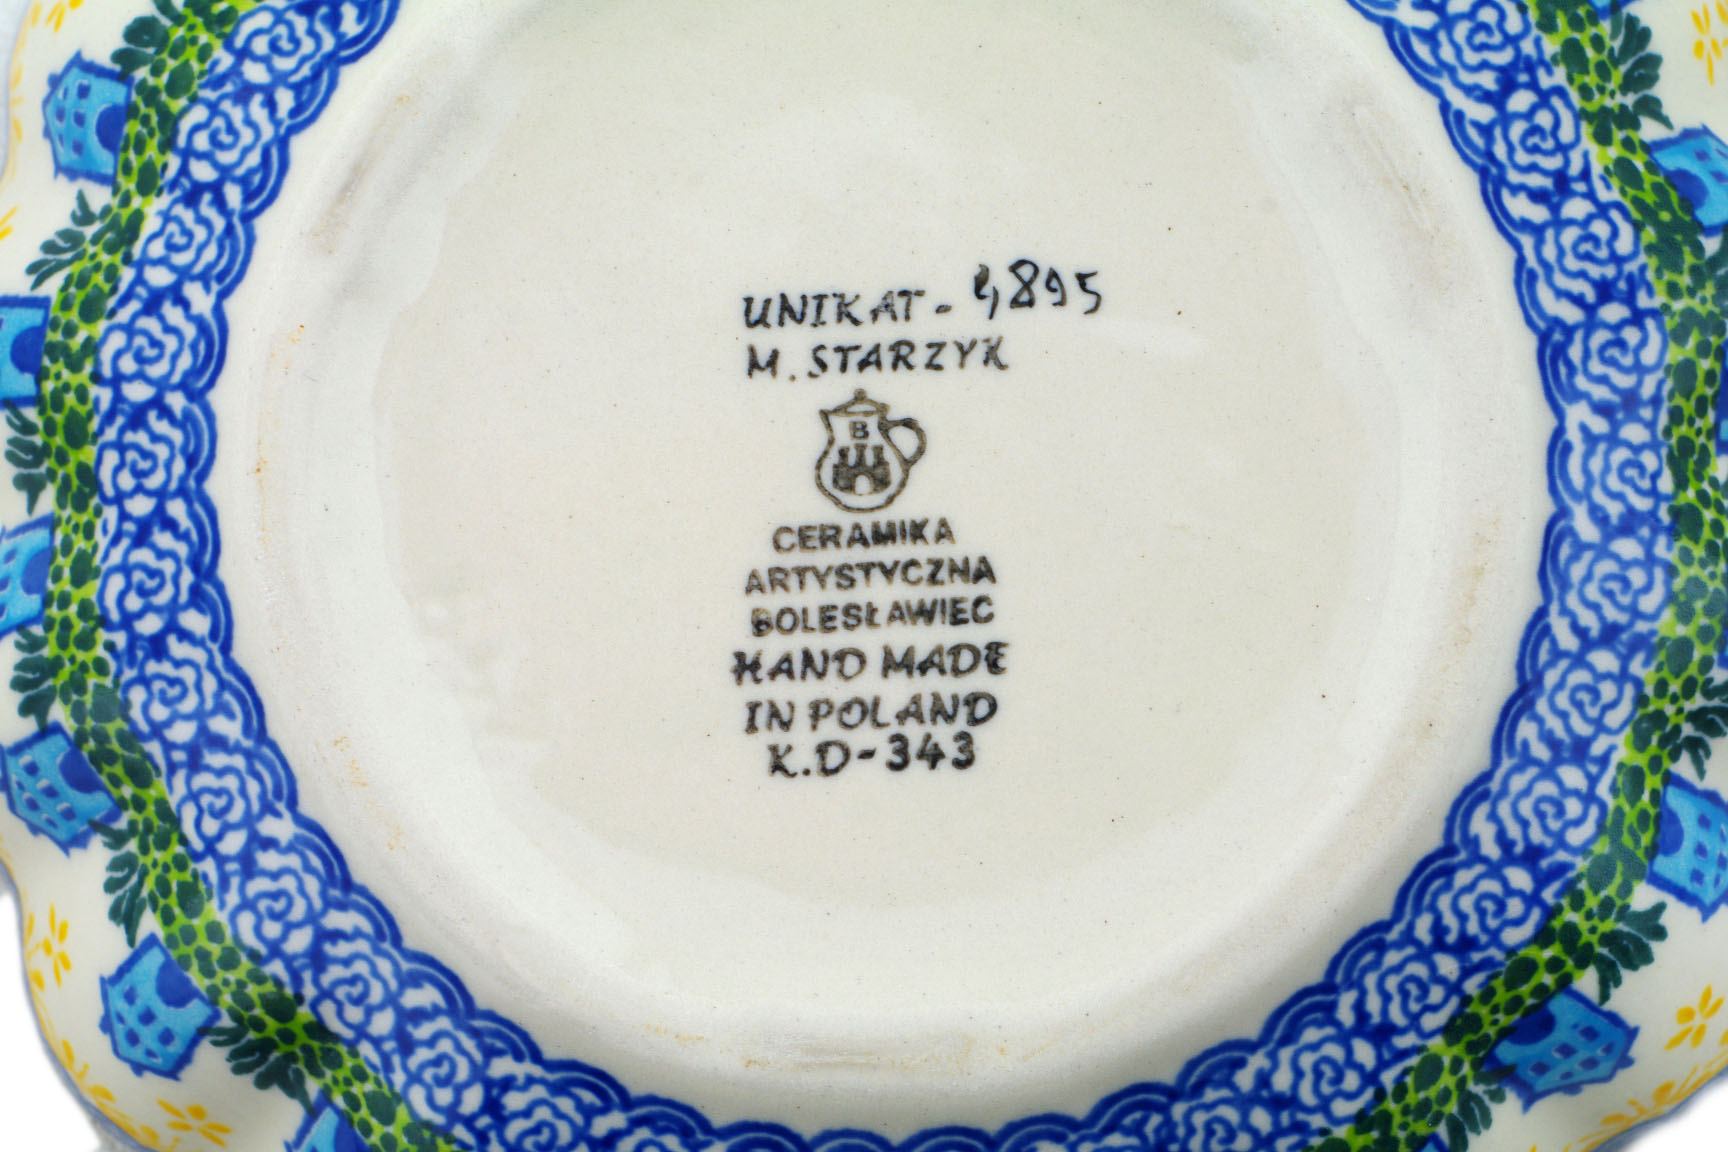 UNIKAT - 4895
M. STARZYK
B
CERAMIKA
ARTYSTYCZNA
BOLESŁAWIEC
HAND MADE
IN POLAND
K.D-343